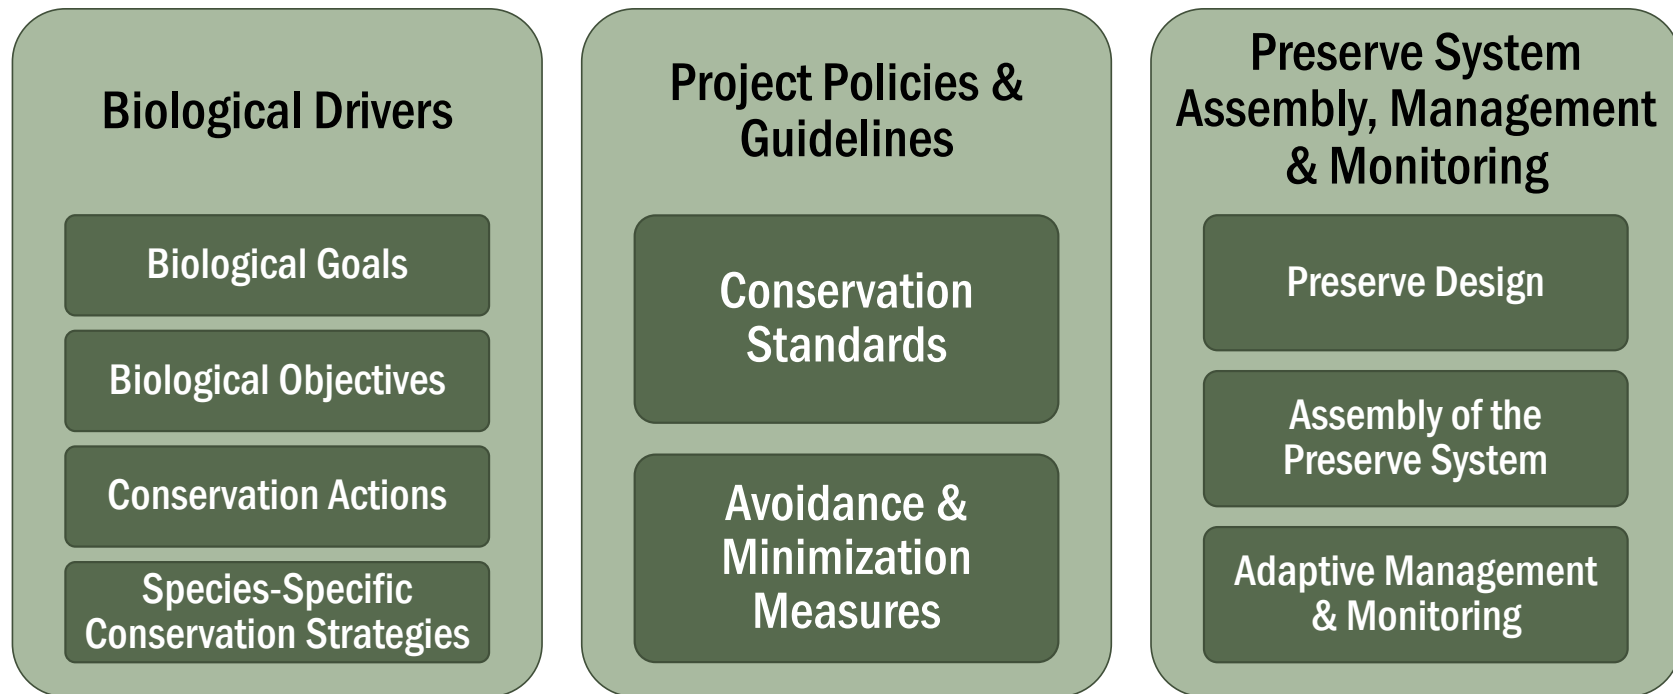 Biological Drivers
Biological Goals
Biological Objectives
Conservation Actions
Species-Specific
Conservation Strategies
Project Policies &
Guidelines
Conservation
Standards
Avoidance &
Minimization
Measures
Preserve System
Assembly, Management
& Monitoring
Preserve Design
Assembly of the
Preserve System
Adaptive Management
& Monitoring